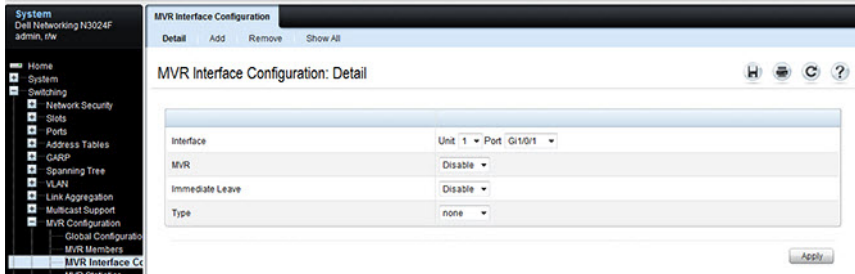 System
Dell Networking N3024F
admin, r/w
Home
System
Switching
Network Security
Slots
Ports
Address Tables
GARP
Spanning Tree
VLAN
Link Aggregation
Multicast Support
MVR Configuration
Global Configuratio
MVR Members
MVR Interface Co
MVR Statistics
MVR Interface Configuration
Detail Add Remove Show All
MVR Interface Configuration: Detail
Interface Unit 1 Port Gi1/0/1
MVR Disable
Immediate Leave Disable
Type none
Apply